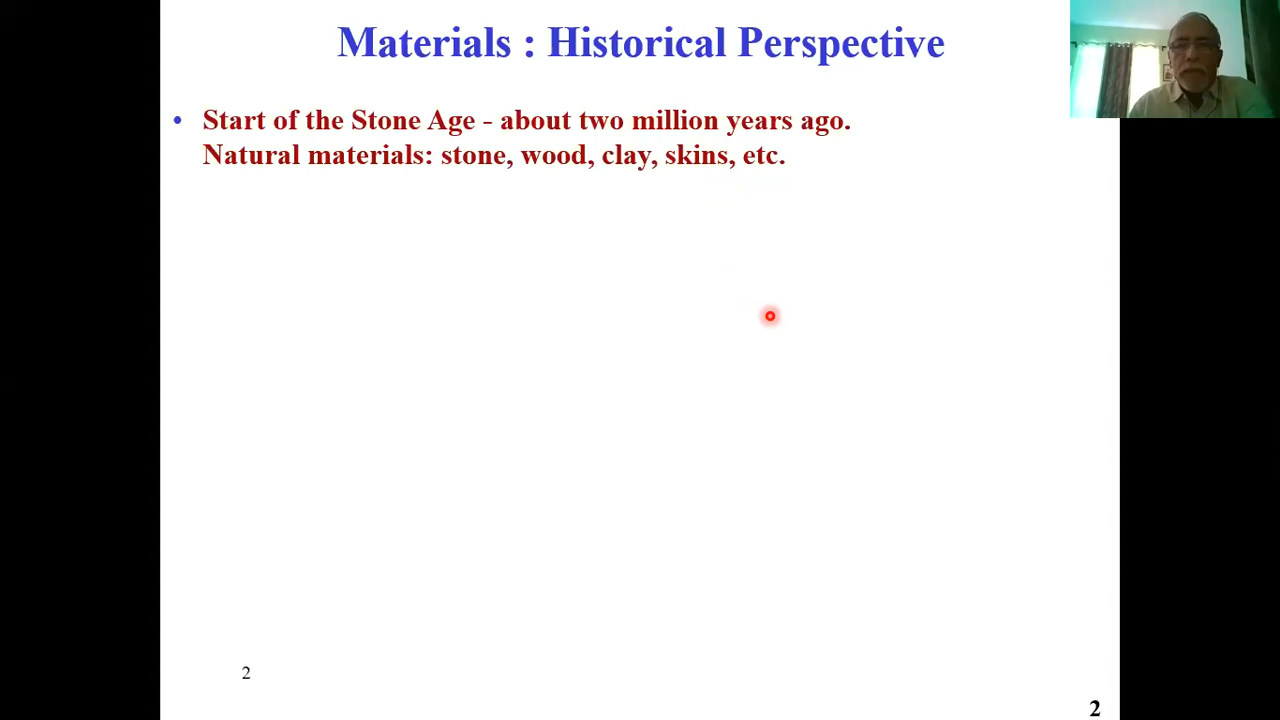 Materials : Historical Perspective
• Start of the Stone Age - about two million years ago.
Natural materials: stone, wood, clay, skins, etc.
2
2